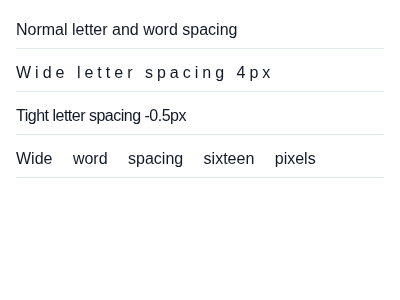 Normal letter and word spacing
Wide letter spacing 4px
Tight letter spacing -0.5px
Wide word spacing sixteen pixels